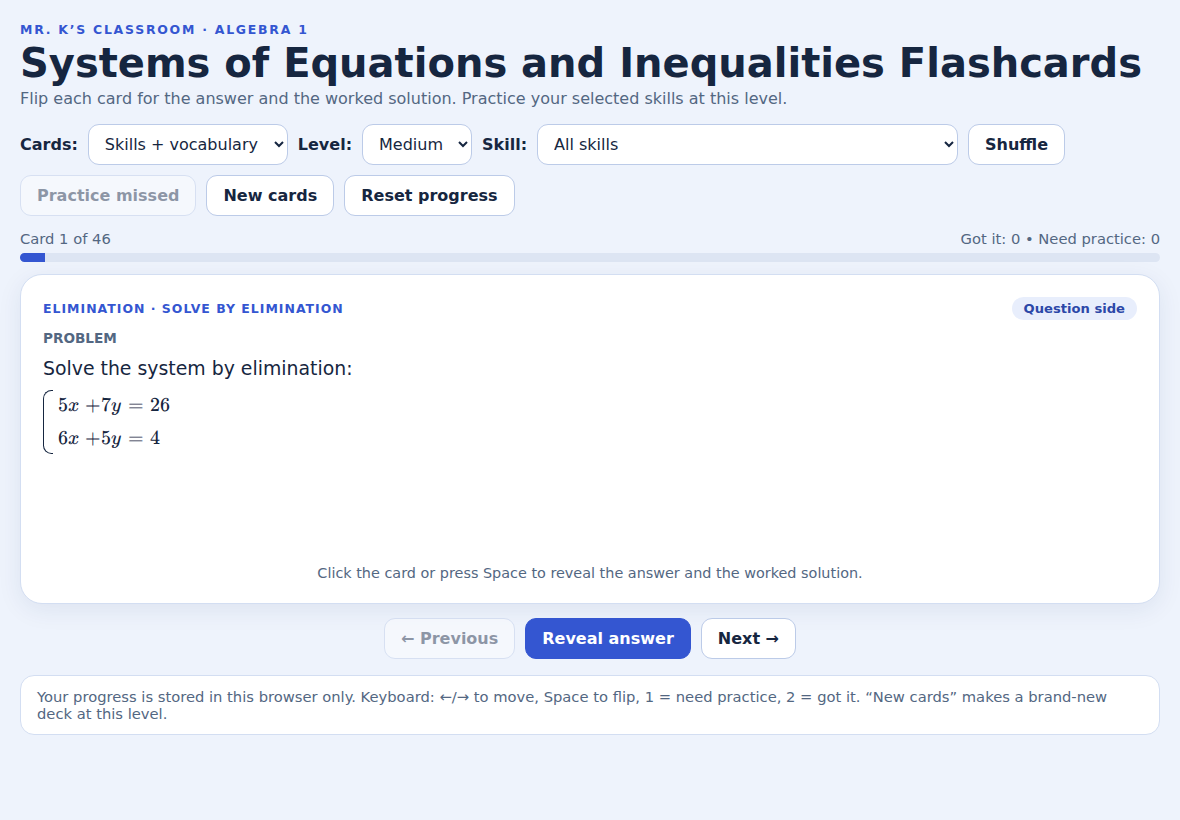 MR. K’S CLASSROOM · ALGEBRA 1
Systems of Equations and Inequalities Flashcards
Flip each card for the answer and the worked solution. Practice your selected skills at this level.
Cards: Skills + vocabulary Level: Medium Skill: All skills Shuffle
Practice missed New cards Reset progress
Card 1 of 46 Got it: 0 • Need practice: 0
ELIMINATION · SOLVE BY ELIMINATION Question side
PROBLEM
Solve the system by elimination:
5x +7y = 26
6x +5y = 4
Click the card or press Space to reveal the answer and the worked solution.
← Previous Reveal answer Next →
Your progress is stored in this browser only. Keyboard: ←/→ to move, Space to flip, 1 = need practice, 2 = got it. “New cards” makes a brand-new
deck at this level.